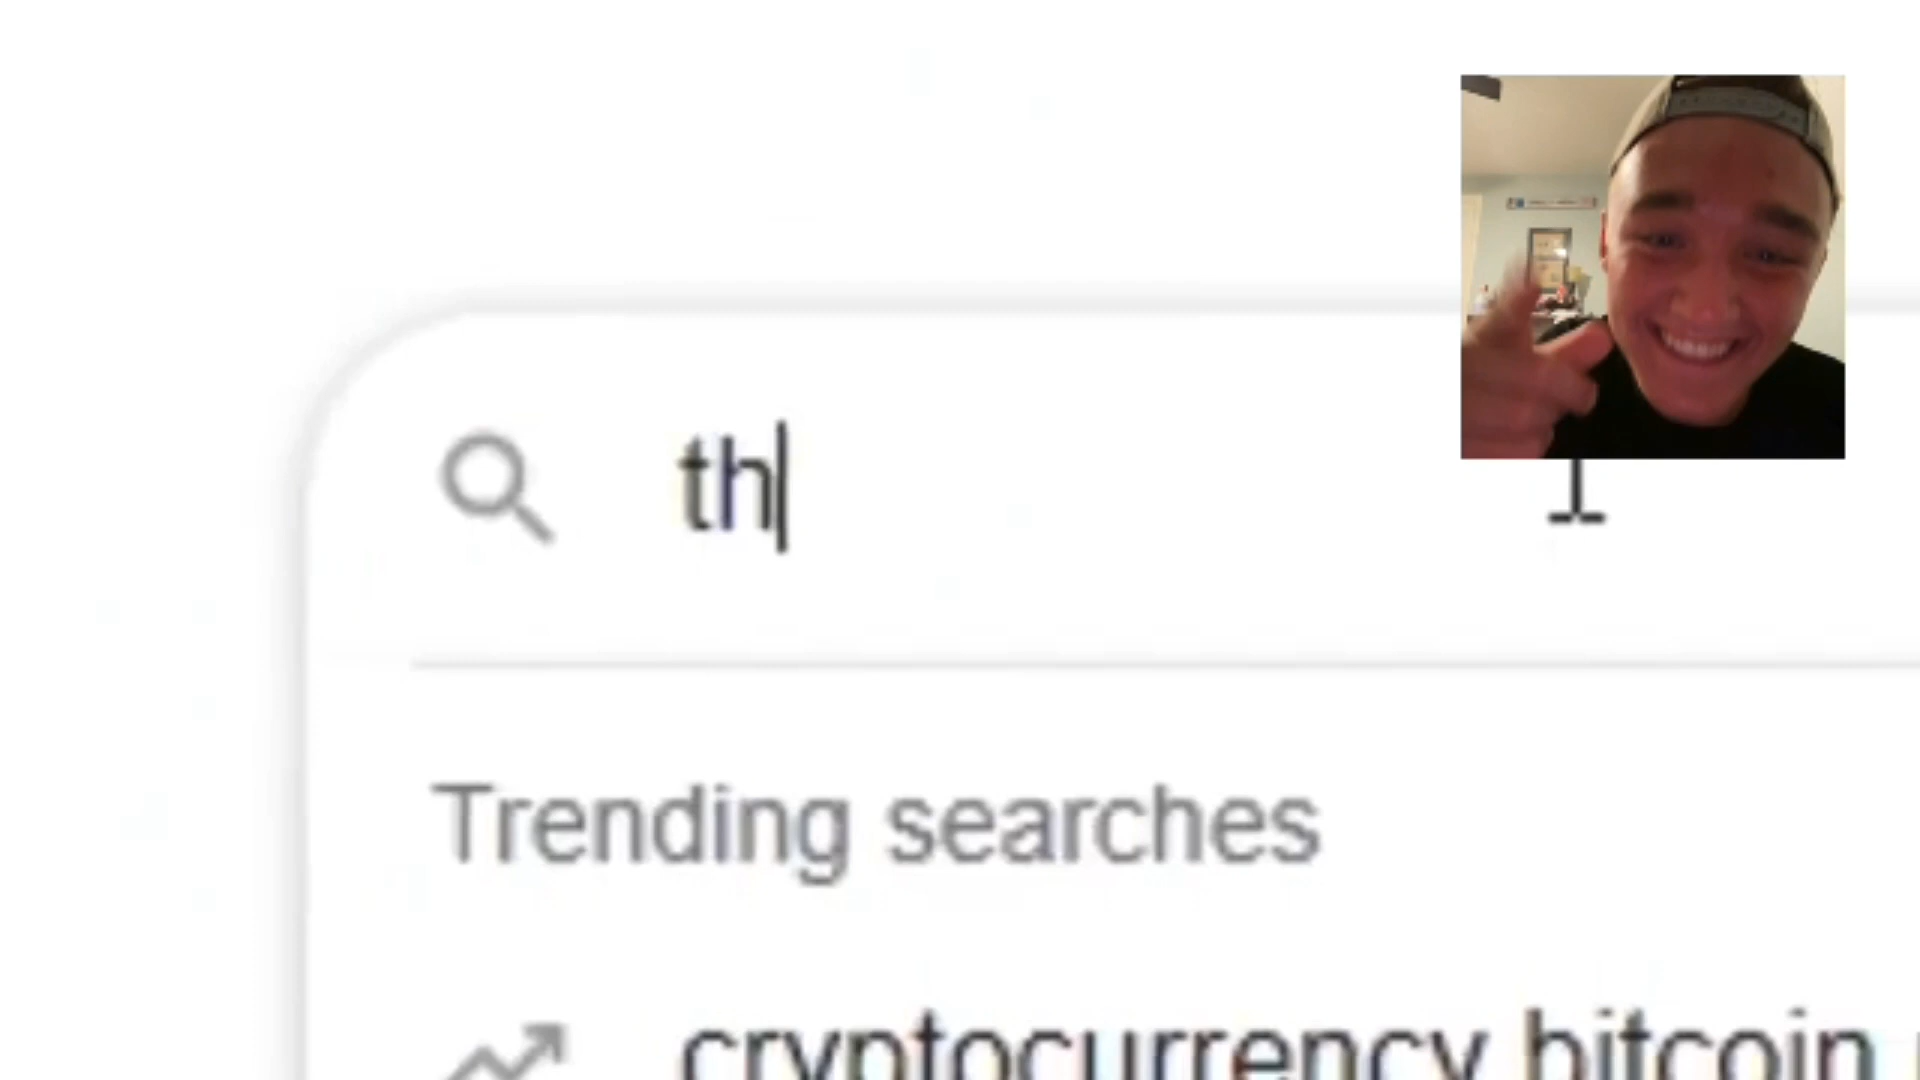 th
Trending searches
cryptocurrency bitcoin